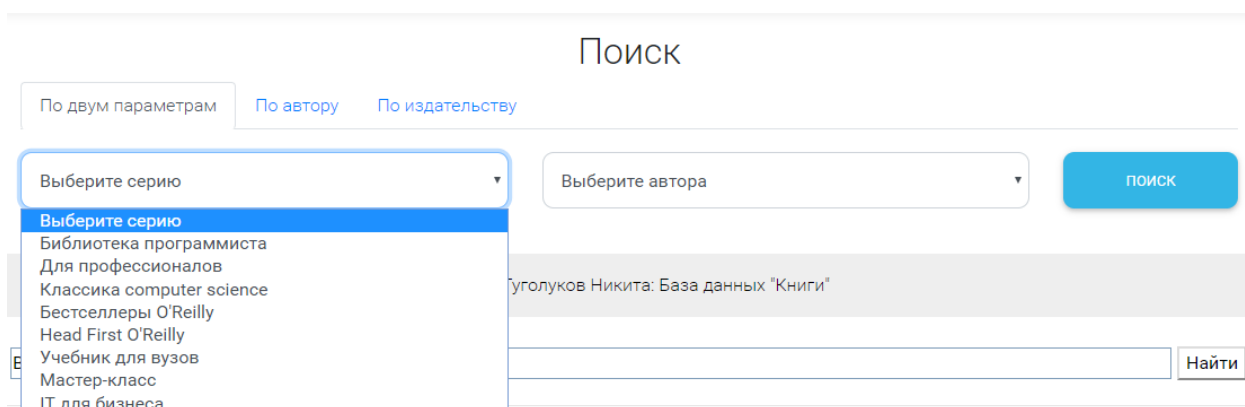 Поиск
По двум параметрам По автору По издательству
Выберите серию Выберите автора ПОИСК
Выберите серию
Библиотека программиста
Для профессионалов
Классика computer science
Бестселлеры O'Reilly
Head First O'Reilly
Учебник для вузов
Мастер-класс
IT для бизнеса
Гуголуков Никита: База данных "Книги"
Найти